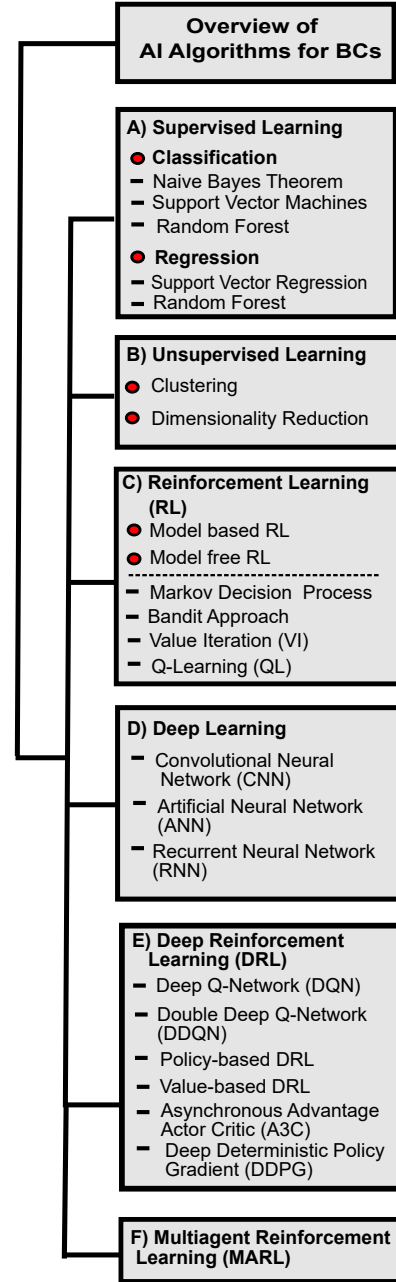 Overview of
AI Algorithms for BCs
A) Supervised Learning
Classification
- Naive Bayes Theorem
- Support Vector Machines
- Random Forest
Regression
- Support Vector Regression
- Random Forest
B) Unsupervised Learning
Clustering
Dimensionality Reduction
C) Reinforcement Learning
(RL)
Model based RL
Model free RL
- Markov Decision Process
- Bandit Approach
- Value Iteration (VI)
- Q-Learning (QL)
D) Deep Learning
- Convolutional Neural
Network (CNN)
- Artificial Neural Network
(ANN)
- Recurrent Neural Network
(RNN)
E) Deep Reinforcement
Learning (DRL)
- Deep Q-Network (DQN)
- Double Deep Q-Network
(DDQN)
- Policy-based DRL
- Value-based DRL
- Asynchronous Advantage
Actor Critic (A3C)
- Deep Deterministic Policy
Gradient (DDPG)
F) Multiagent Reinforcement
Learning (MARL)